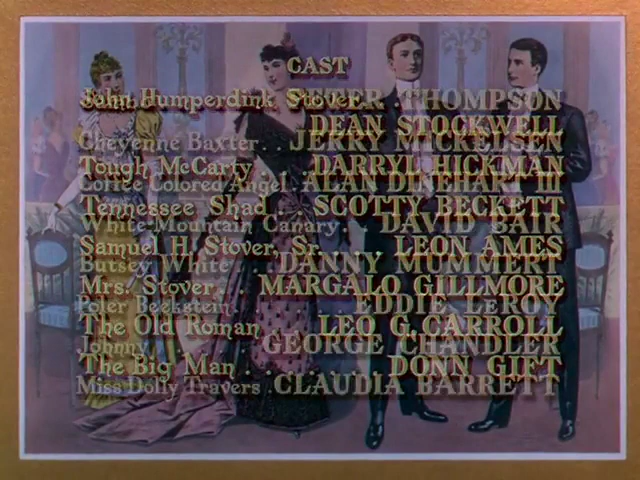 CAST
John Humperdink Stover . . PETER THOMPSON
DEAN STOCKWELL
Cheyenne Baxter . . JERRY MICKELSEN
Tough McCarty . . DARRYL HICKMAN
Coffee Colored Angel . ALAN DINEHART III
Tennessee Shad . . SCOTTY BECKETT
White Mountain Canary . . DAVID BAIR
Samuel H. Stover, Sr. . . LEON AMES
Butsey White . . DANNY MUMMERT
Mrs. Stover . . MARGALO GILLMORE
Poler Beekstein . . EDDIE LEROY
The Old Roman . . LEO G. CARROLL
Johnny . . GEORGE CHANDLER
The Big Man . . DONN GIFT
Miss Dolly Travers . CLAUDIA BARRETT